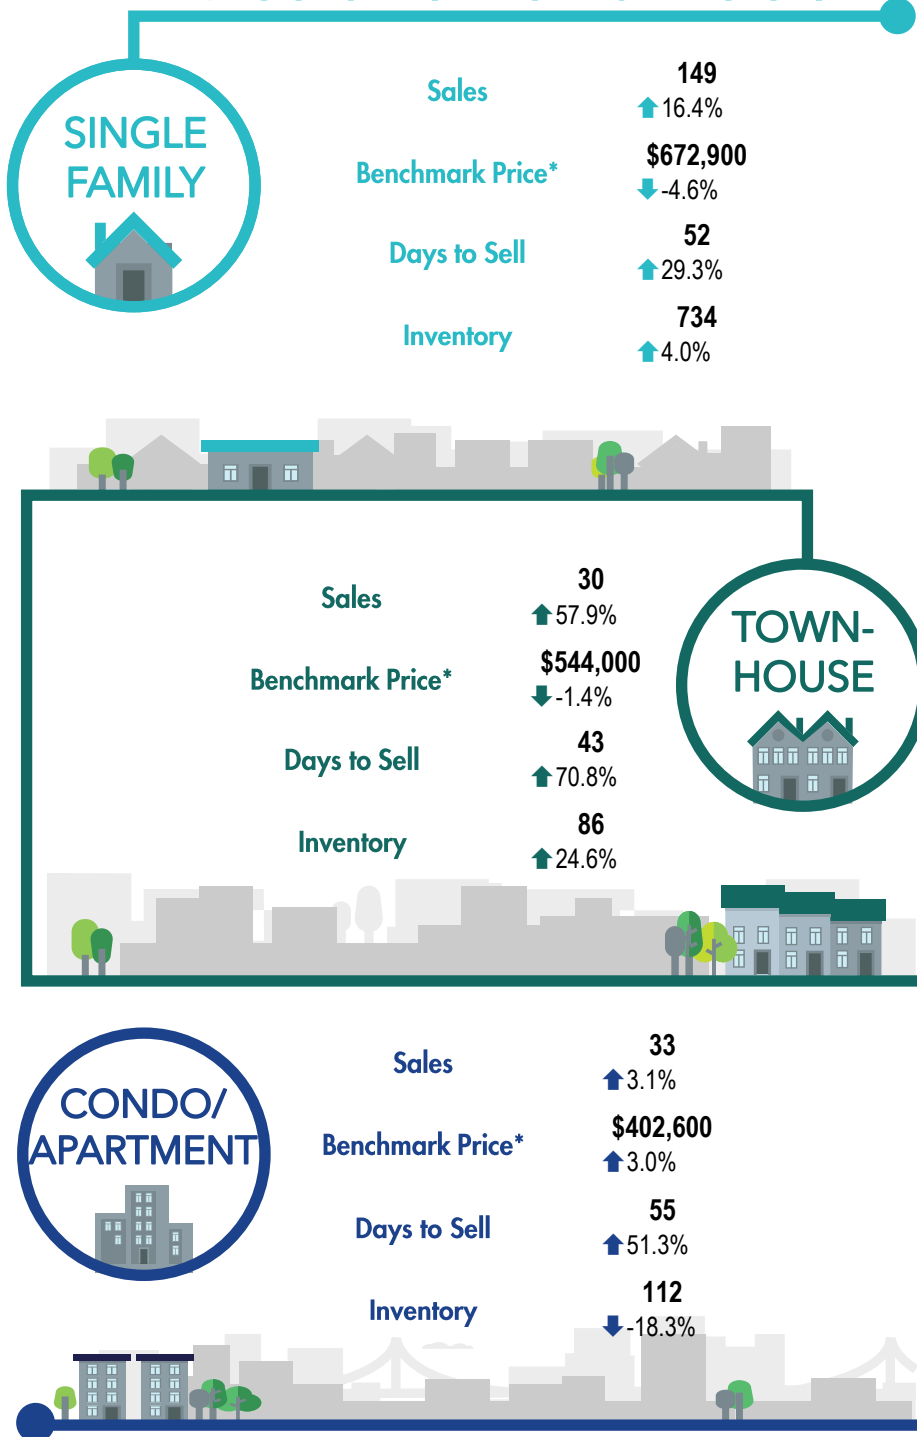 SINGLE
FAMILY
Sales
149
16.4%
Benchmark Price*
$672,900
-4.6%
Days to Sell
52
29.3%
Inventory
734
4.0%
TOWN-
HOUSE
Sales
30
57.9%
Benchmark Price*
$544,000
-1.4%
Days to Sell
43
70.8%
Inventory
86
24.6%
CONDO/
APARTMENT
Sales
33
3.1%
Benchmark Price*
$402,600
3.0%
Days to Sell
55
51.3%
Inventory
112
-18.3%